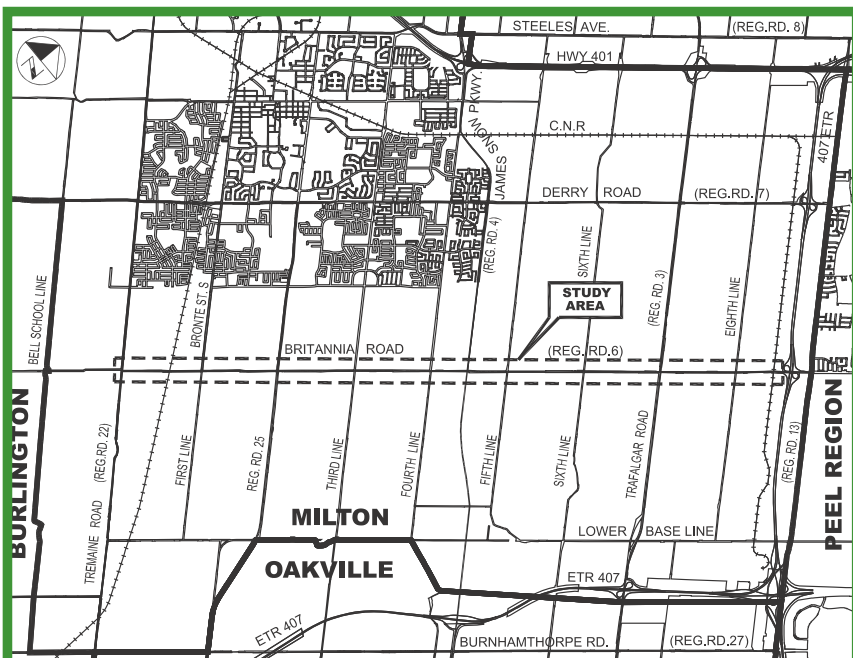 STEELES AVE. (REG.RD. 8)
HWY 401
C.N.R
JAMES SNOW PKWY.
407 ETR
DERRY ROAD (REG.RD. 7)
(REG. RD. 4)
SIXTH LINE
(REG. RD. 3)
EIGHTH LINE
BELL SCHOOL LINE
BRONTE ST. S
STUDY
AREA
BRITANNIA ROAD (REG.RD.6)
BURLINGTON
TREMAINE ROAD (REG.RD. 22)
FIRST LINE
REG. RD. 25
THIRD LINE
FOURTH LINE
FIFTH LINE
SIXTH LINE
TRAFALGAR ROAD
(REG. RD. 13)
PEEL REGION
MILTON
LOWER BASE LINE
OAKVILLE
ETR 407
ETR 407
BURNHAMTHORPE RD. (REG.RD.27)